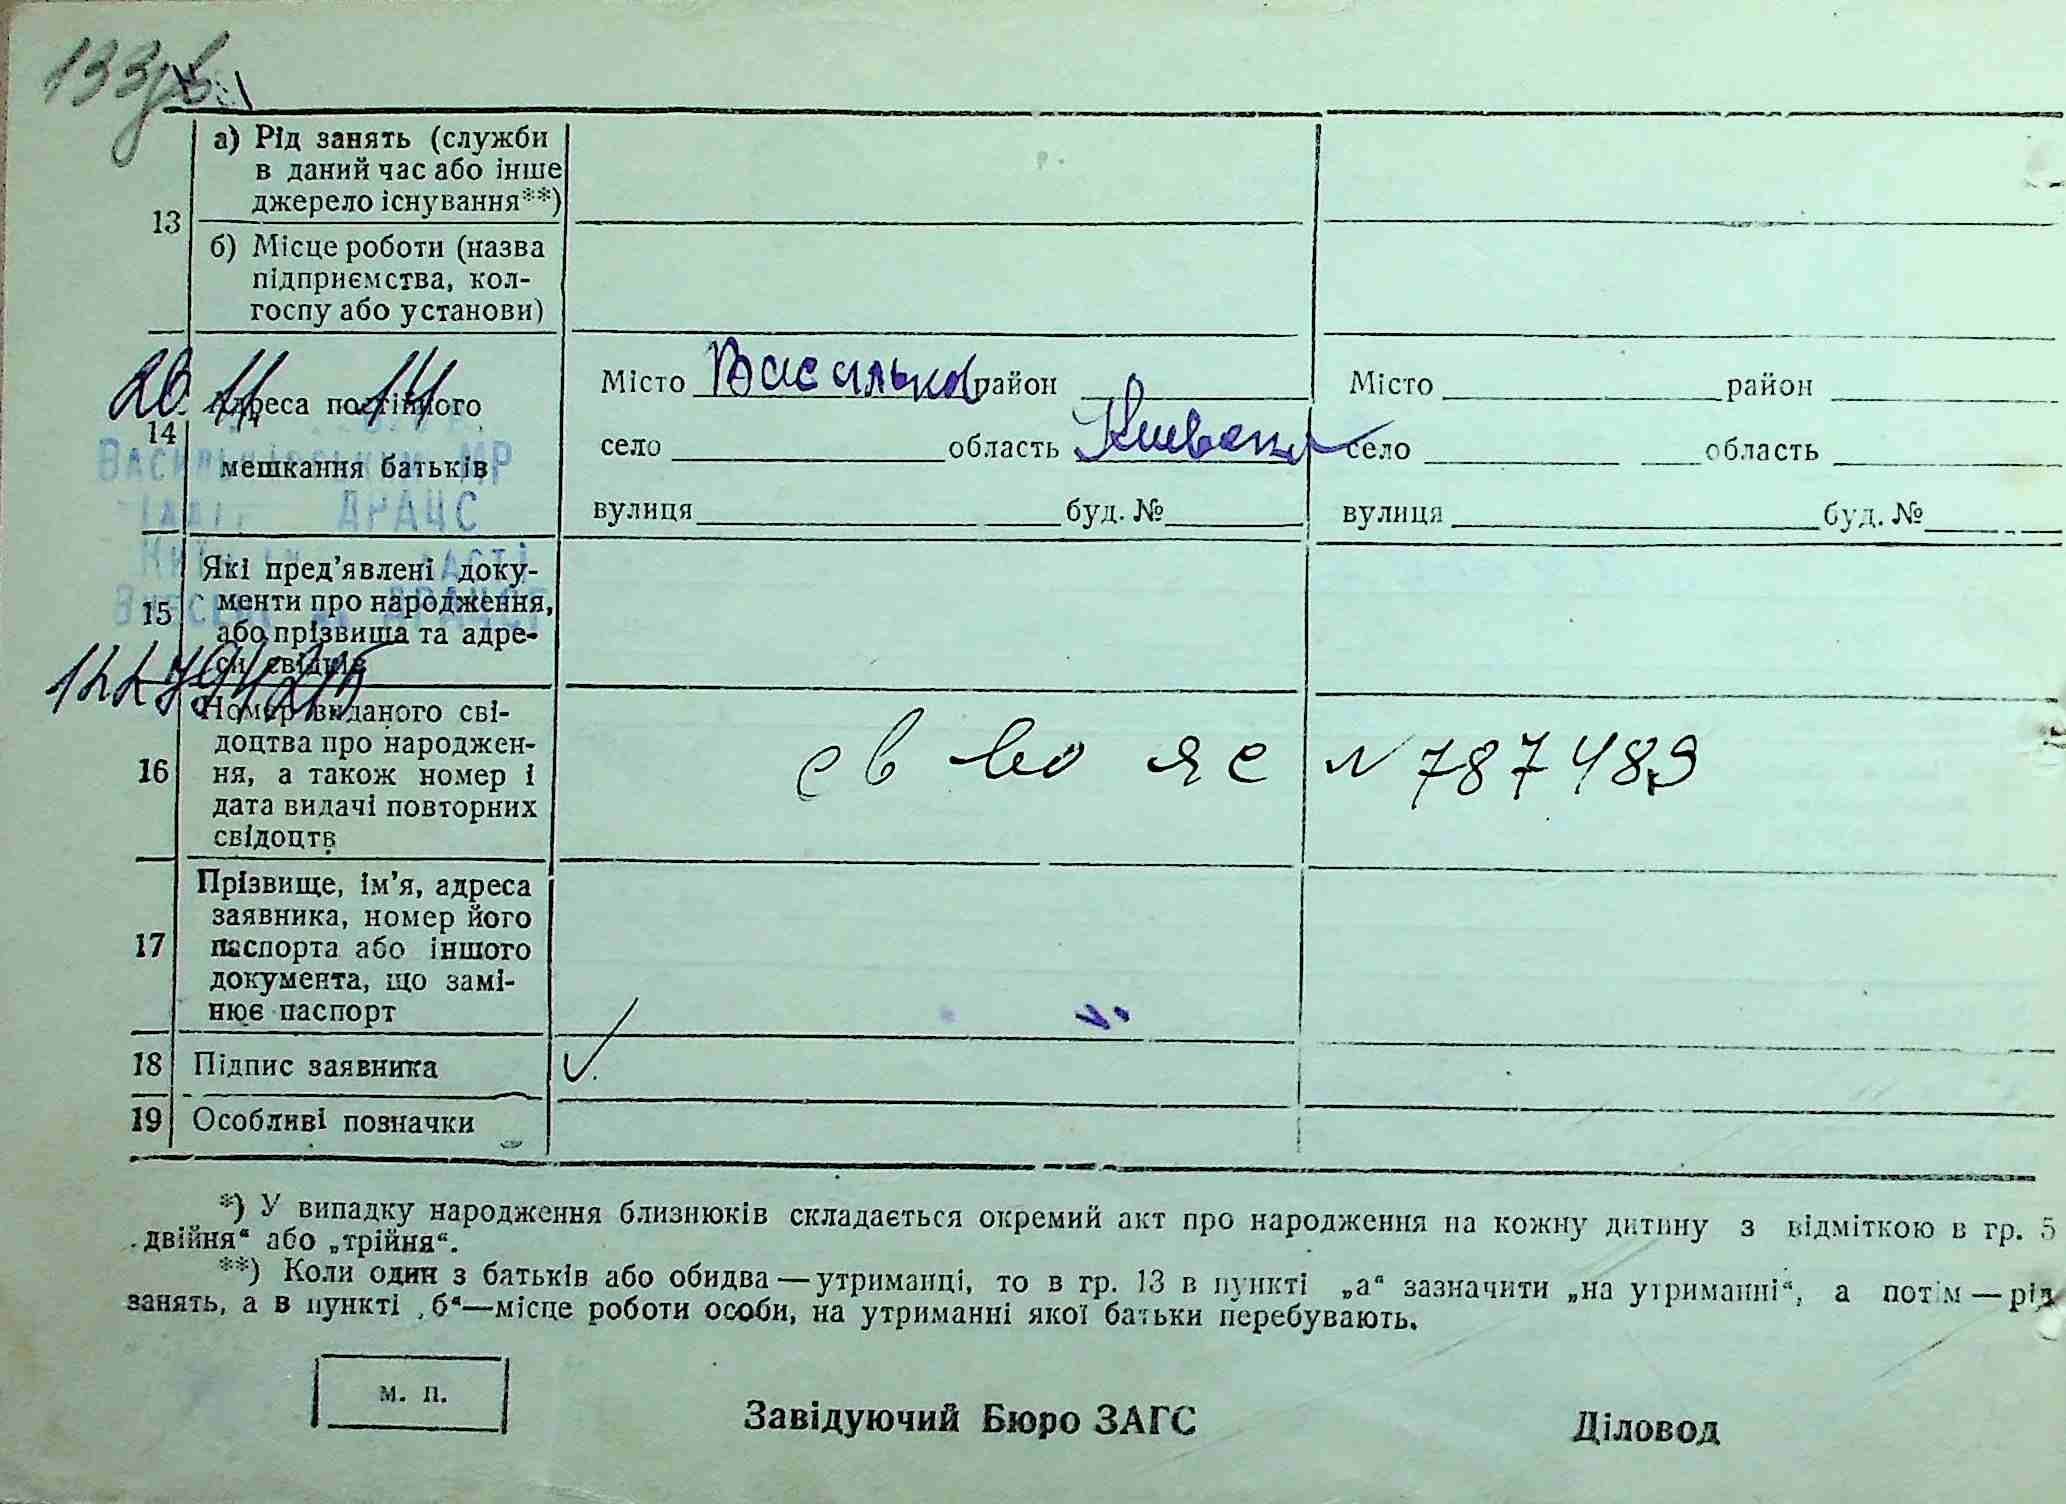 133
13
а) Рід занять (служби
в даний час або інше
джерело існування**)
б) Місце роботи (назва
підприємства, кол-
госпу або установи)
20 11 14
14
Адреса постійного
мешкання батьків
Місто Васильков район
село область
вулиця буд. №
Місто район
село область
вулиця буд. №
МР
ДРАЦС
15
Які пред’явлені доку-
менти про народження,
або прізвища та адре-
си свідків
16
Номер виданого сві-
доцтва про народжен-
ня, а також номер і
дата видачі повторних
свідоцтв
св во яс N 787489
17
Прізвище, ім’я, адреса
заявника, номер його
паспорта або іншого
документа, що замі-
нює паспорт
18 Підпис заявника
19 Особливі позначки
*) У випадку народження близнюків складається окремий акт про народження на кожну дитину з відміткою в гр. 5
„двійня“ або „трійня“.
**) Коли один з батьків або обидва—утриманці, то в гр. 13 в пункті „а“ зазначити „на утриманні“, а потім—рід
занять, а в пункті „б“—місце роботи особи, на утриманні якої батьки перебувають.
м. п.
Завідуючий Бюро ЗАГС
Діловод